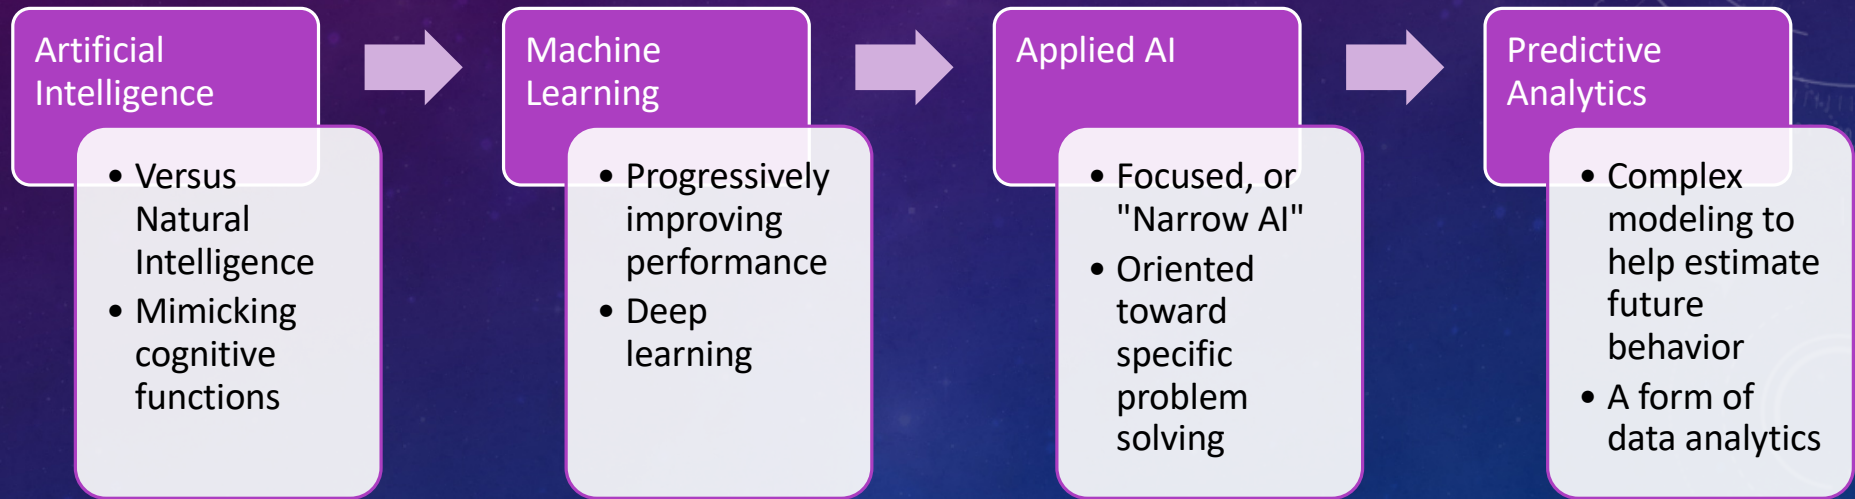 Artificial
Intelligence
• Versus
Natural
Intelligence
• Mimicking
cognitive
functions
Machine
Learning
• Progressively
improving
performance
• Deep
learning
Applied AI
• Focused, or
"Narrow AI"
• Oriented
toward
specific
problem
solving
Predictive
Analytics
• Complex
modeling to
help estimate
future
behavior
• A form of
data analytics